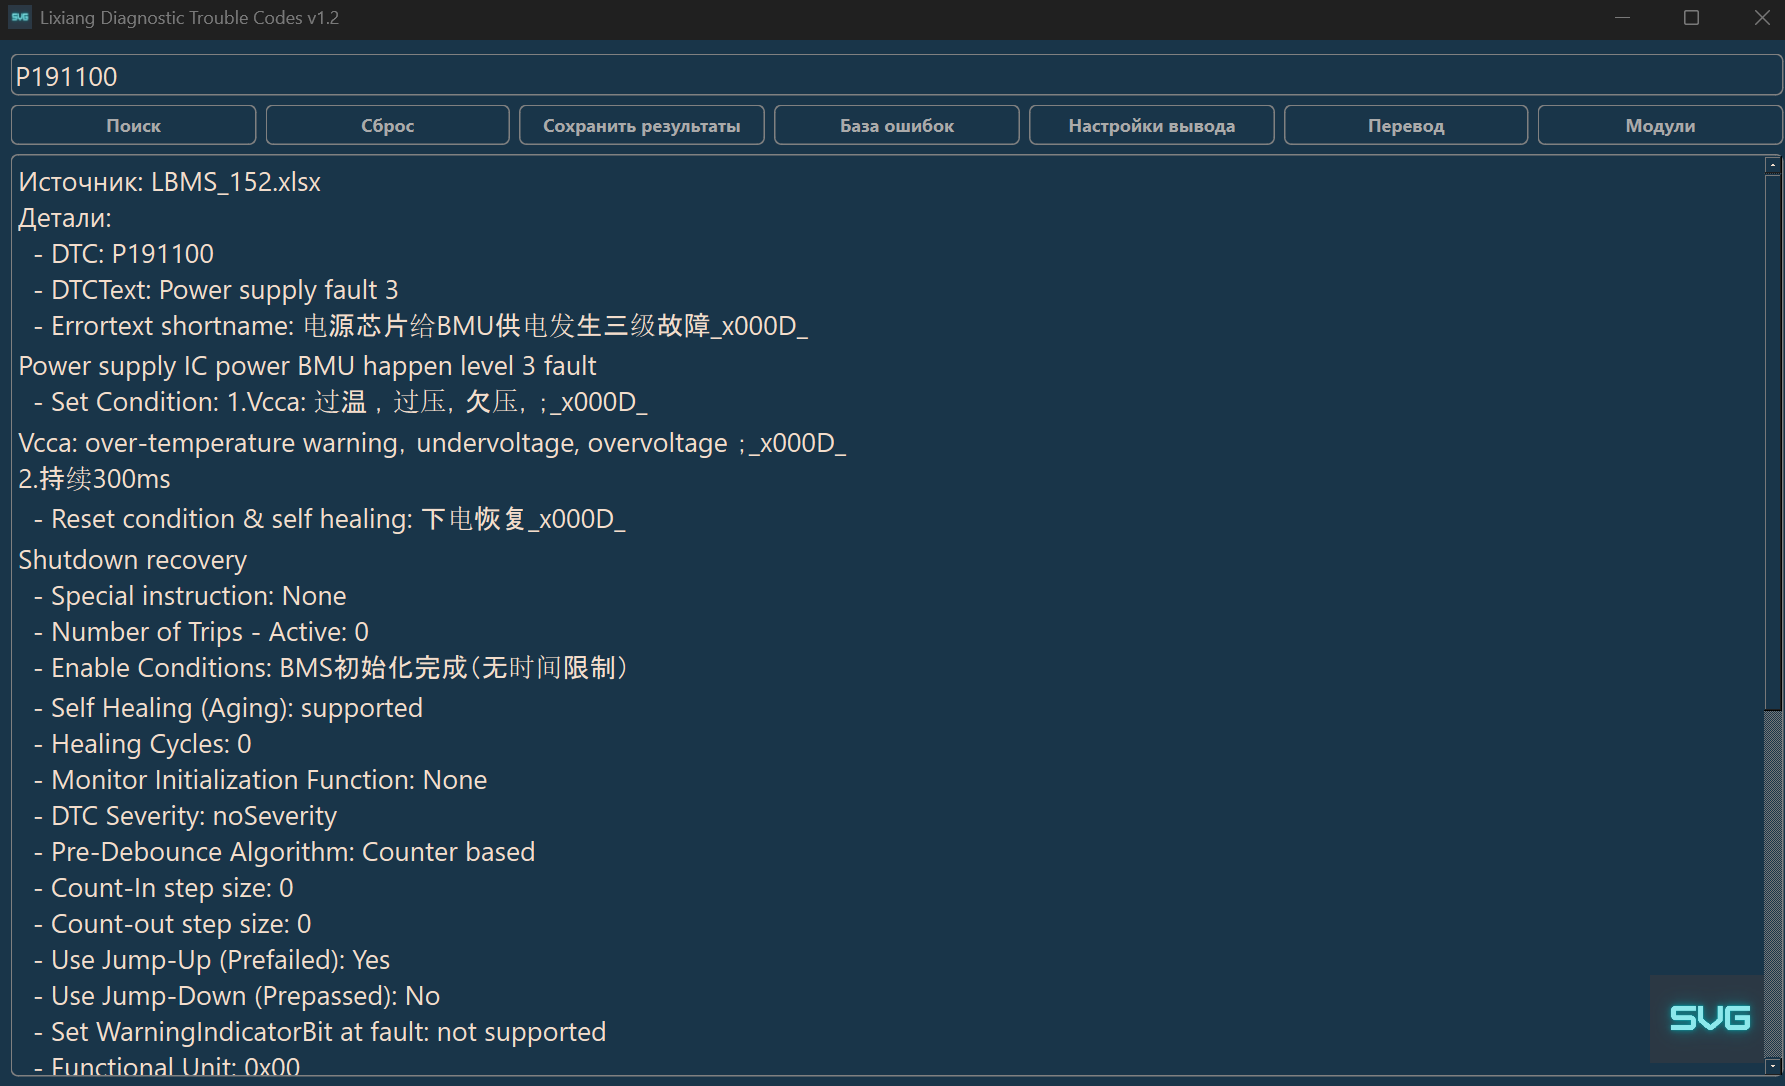 SVG Lixiang Diagnostic Trouble Codes v1.2
P191100
Поиск Сброс Сохранить результаты База ошибок Настройки вывода Перевод Модули
Источник: LBMS_152.xlsx
Детали:
- DTC: P191100
- DTCText: Power supply fault 3
- Errortext shortname: 电源芯片给BMU供电发生三级故障_x000D_
Power supply IC power BMU happen level 3 fault
- Set Condition: 1.Vcca: 过温，过压, 欠压, ;_x000D_
Vcca: over-temperature warning, undervoltage, overvoltage ;_x000D_
2.持续300ms
- Reset condition & self healing: 下电恢复_x000D_
Shutdown recovery
- Special instruction: None
- Number of Trips - Active: 0
- Enable Conditions: BMS初始化完成(无时间限制)
- Self Healing (Aging): supported
- Healing Cycles: 0
- Monitor Initialization Function: None
- DTC Severity: noSeverity
- Pre-Debounce Algorithm: Counter based
- Count-In step size: 0
- Count-out step size: 0
- Use Jump-Up (Prefailed): Yes
- Use Jump-Down (Prepassed): No
- Set WarningIndicatorBit at fault: not supported
- Functional Unit: 0x00
SVG